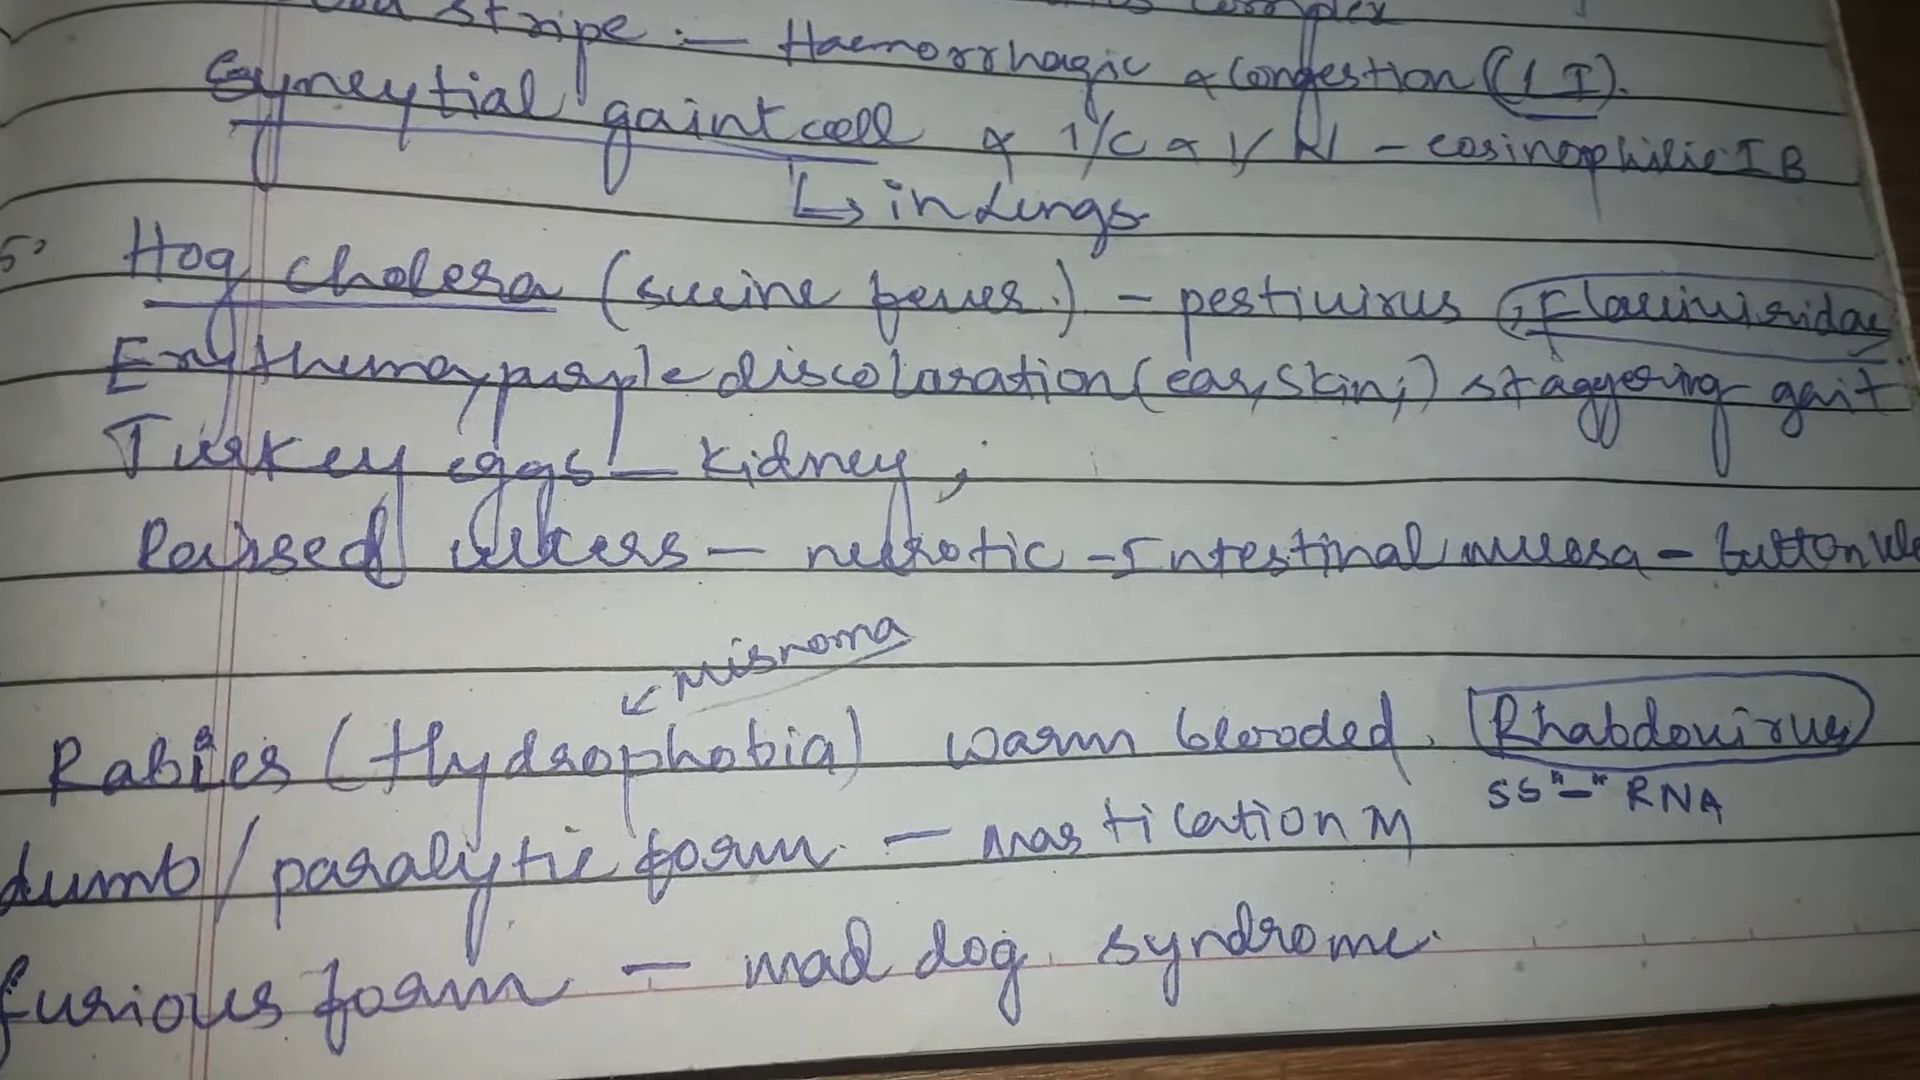 stripe :- Haemorrhagic & Congestion (L I).
Syncytial gaint cell & I/C & I/N - eosinophilic IB
↳ in Lungs
5. Hog cholera (swine fever.) - pestivirus, Flaviviridae
Erythema, purple discoloration (ear, skin,) staggering gait
Turkey eggs - kidney,
Raised ulcers - necrotic - Intestinal mucosa - button
↙ Misnoma
Rabies (Hydrophobia) warm blooded. Rhabdovirus
ss "-" RNA
dumb / paralytic form. - mastication M
furious form - mad dog syndrome.